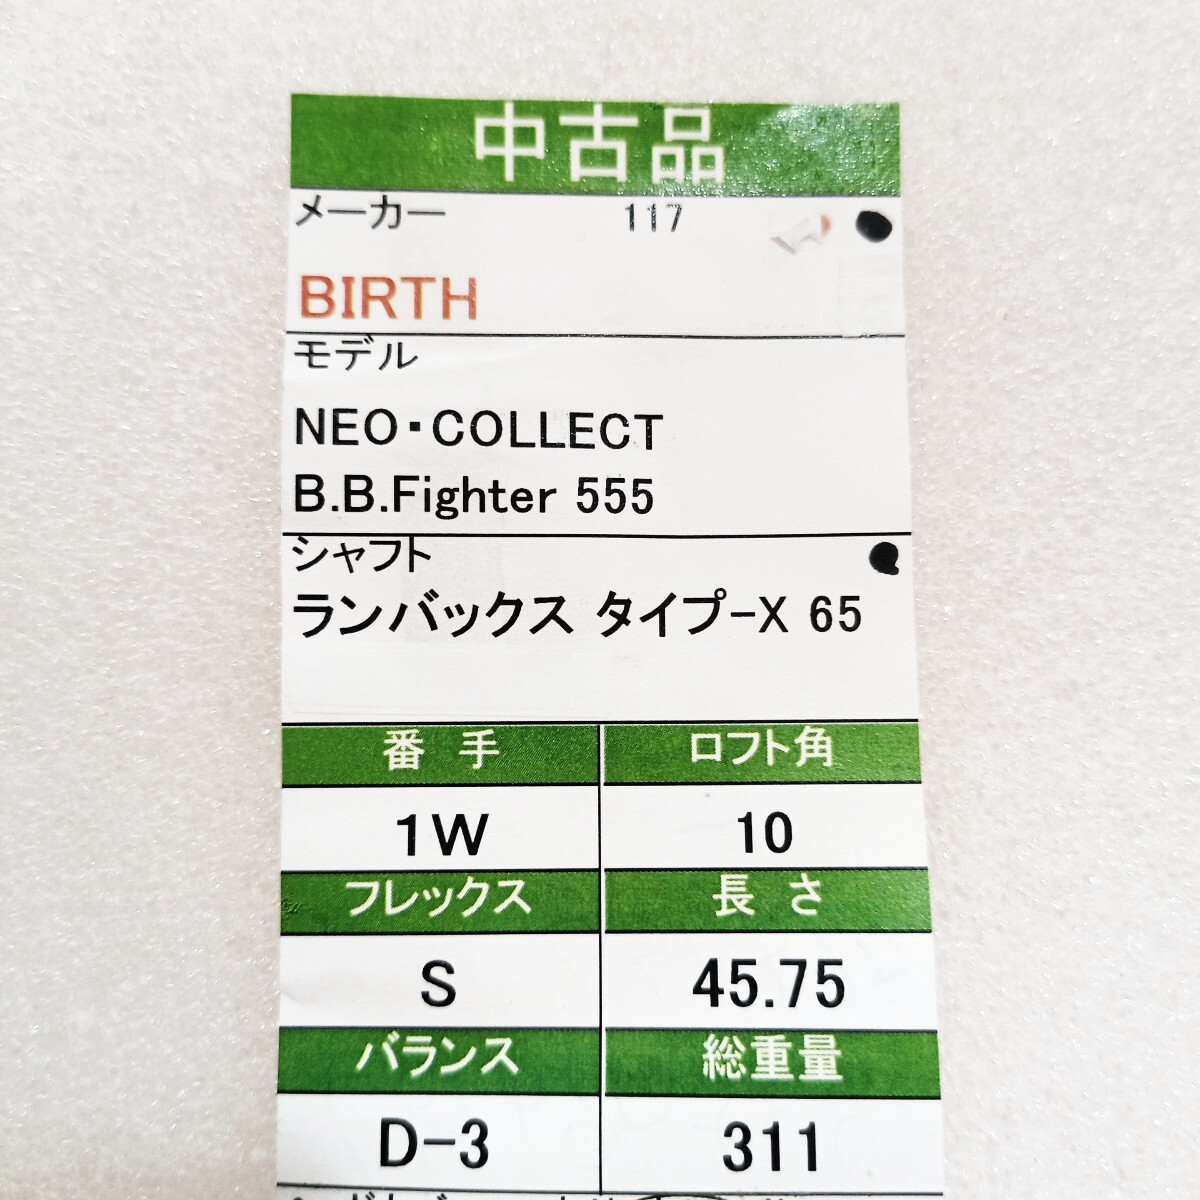 中古品
メーカー 117
BIRTH
モデル
NEO・COLLECT
B.B.Fighter 555
シャフト
ランバックス タイプ-X 65
番手 ロフト角
1W 10
フレックス 長さ
S 45.75
バランス 総重量
D-3 311